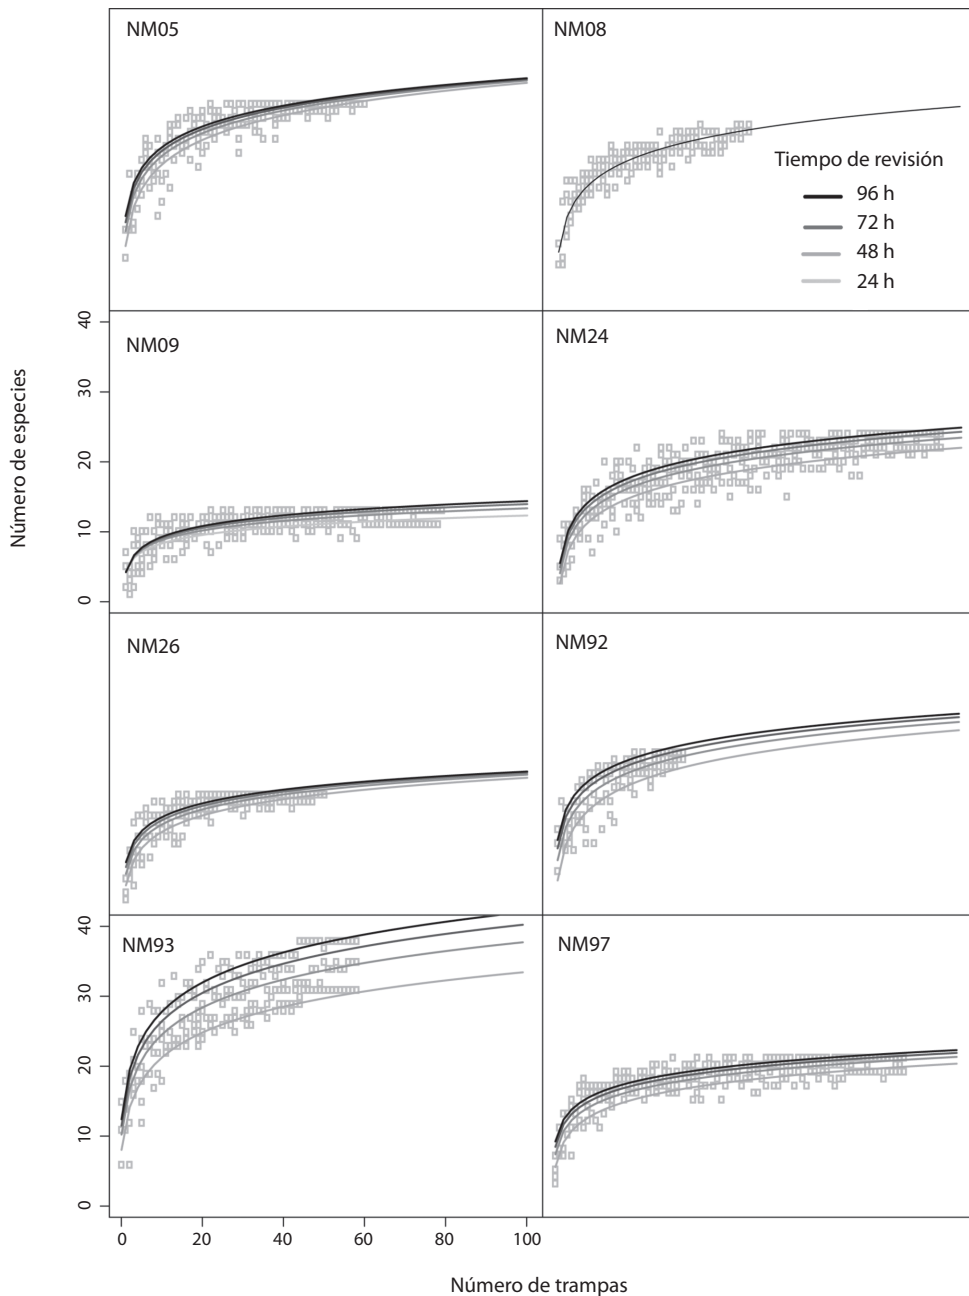 NM05
NM08
Tiempo de revisión
96 h
72 h
48 h
24 h
Número de especies
40
30
20
10
0
NM09
NM24
NM26
NM92
40
30
20
10
0
NM93
NM97
0 20 40 60 80 100
Número de trampas